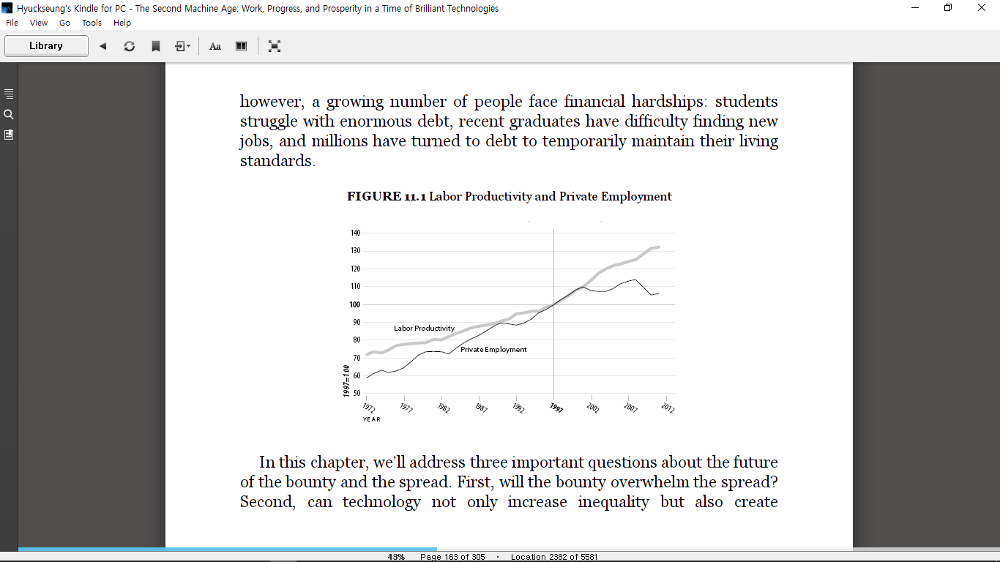 Hyuckseung's Kindle for PC - The Second Machine Age: Work, Progress, and Prosperity in a Time of Brilliant Technologies
File View Go Tools Help
Library
Aa
however, a growing number of people face financial hardships: students
struggle with enormous debt, recent graduates have difficulty finding new
jobs, and millions have turned to debt to temporarily maintain their living
standards.
FIGURE 11.1 Labor Productivity and Private Employment
140
130
120
110
100
90
Labor Productivity
80
Private Employment
70
60
50
1997=100
1972 1977 1982 1987 1992 1997 2002 2007 2012
YEAR
In this chapter, we'll address three important questions about the future
of the bounty and the spread. First, will the bounty overwhelm the spread?
Second, can technology not only increase inequality but also create
43% Page 163 of 305 · Location 2382 of 5581